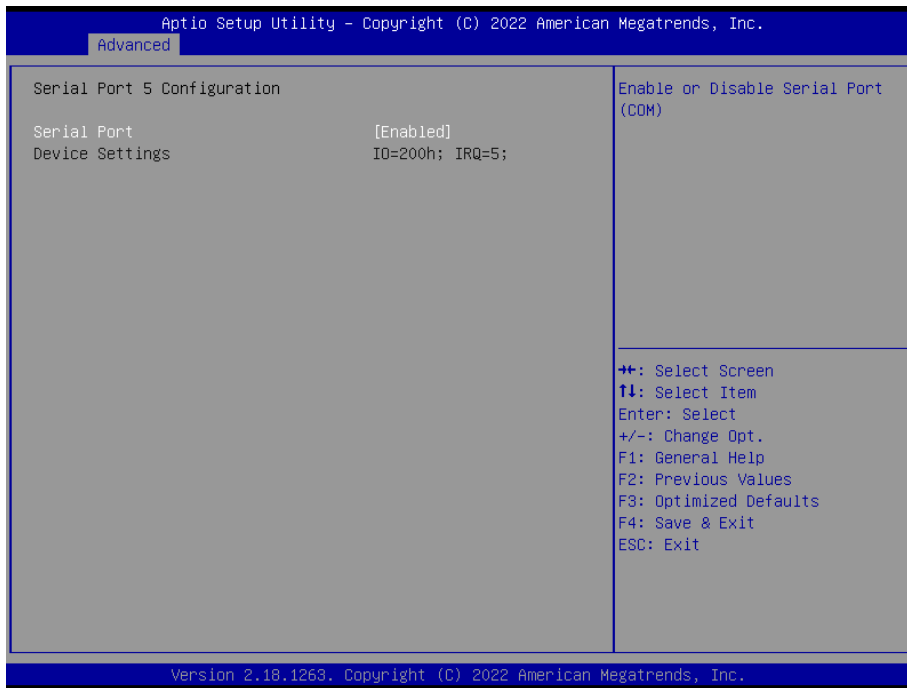 Aptio Setup Utility – Copyright (C) 2022 American Megatrends, Inc.
Advanced
Serial Port 5 Configuration
Serial Port [Enabled]
Device Settings IO=200h; IRQ=5;
Enable or Disable Serial Port
(COM)
→←: Select Screen
↑↓: Select Item
Enter: Select
+/-: Change Opt.
F1: General Help
F2: Previous Values
F3: Optimized Defaults
F4: Save & Exit
ESC: Exit
Version 2.18.1263. Copyright (C) 2022 American Megatrends, Inc.